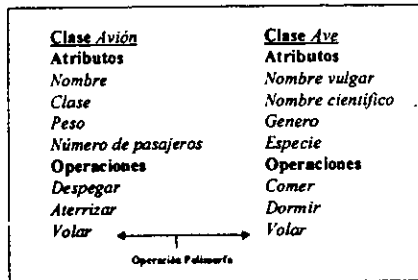 Clase Avión
Atributos
Nombre
Clase
Peso
Número de pasajeros
Operaciones
Despegar
Aterrizar
Volar
Clase Ave
Atributos
Nombre vulgar
Nombre científico
Genero
Especie
Operaciones
Comer
Dormir
Volar
Operación Polimorfa